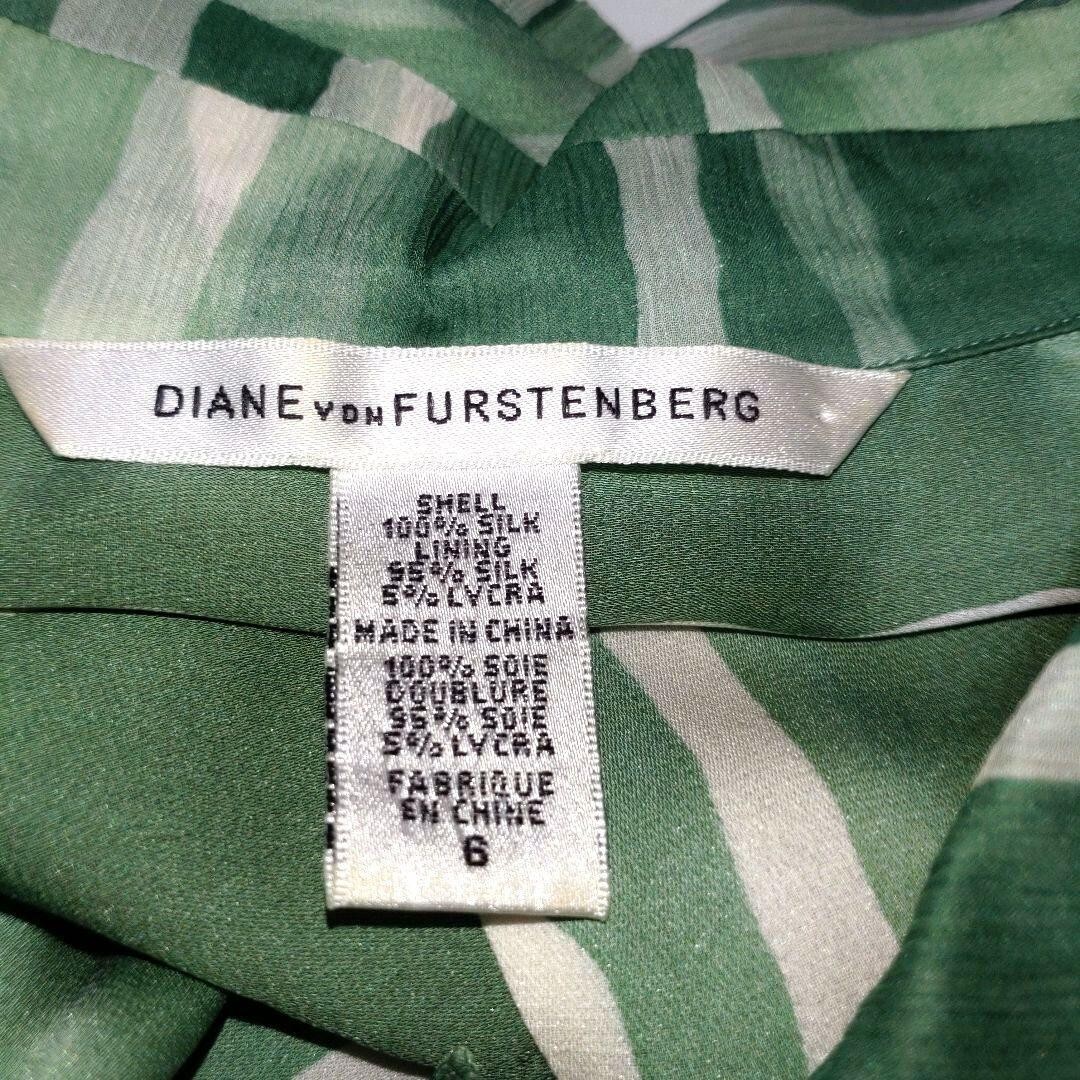 DIANE von FURSTENBERG
SHELL
100% SILK
LINING
95% SILK
5% LYCRA
MADE IN CHINA
100% SOIE
DOUBLURE
95% SOIE
5% LYCRA
FABRIQUE
EN CHINE
6